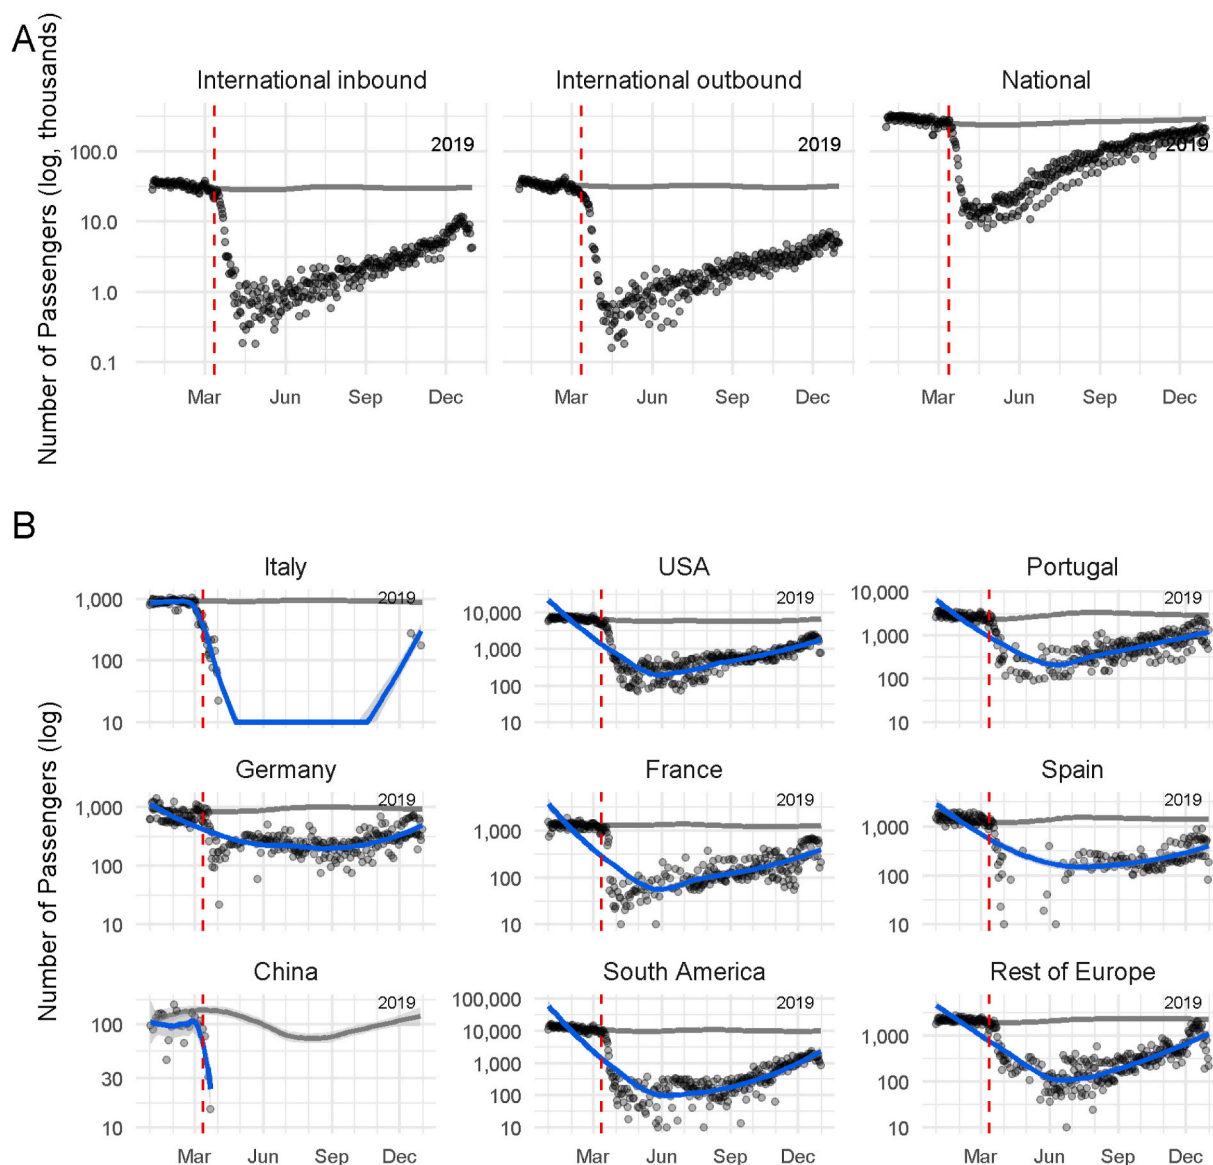 A
Number of Passengers (log, thousands)
International inbound
International outbound
National
2019
2019
2019
100.0
10.0
1.0
0.1
Mar Jun Sep Dec
Mar Jun Sep Dec
Mar Jun Sep Dec
B
Number of Passengers (log)
Italy
2019
1,000
100
10
USA
2019
10,000
1,000
100
10
Portugal
2019
10,000
1,000
100
10
Germany
2019
1,000
100
10
France
2019
1,000
100
10
Spain
2019
1,000
100
10
China
2019
100
30
10
Mar Jun Sep Dec
South America
2019
100,000
10,000
1,000
100
10
Mar Jun Sep Dec
Rest of Europe
2019
1,000
100
10
Mar Jun Sep Dec